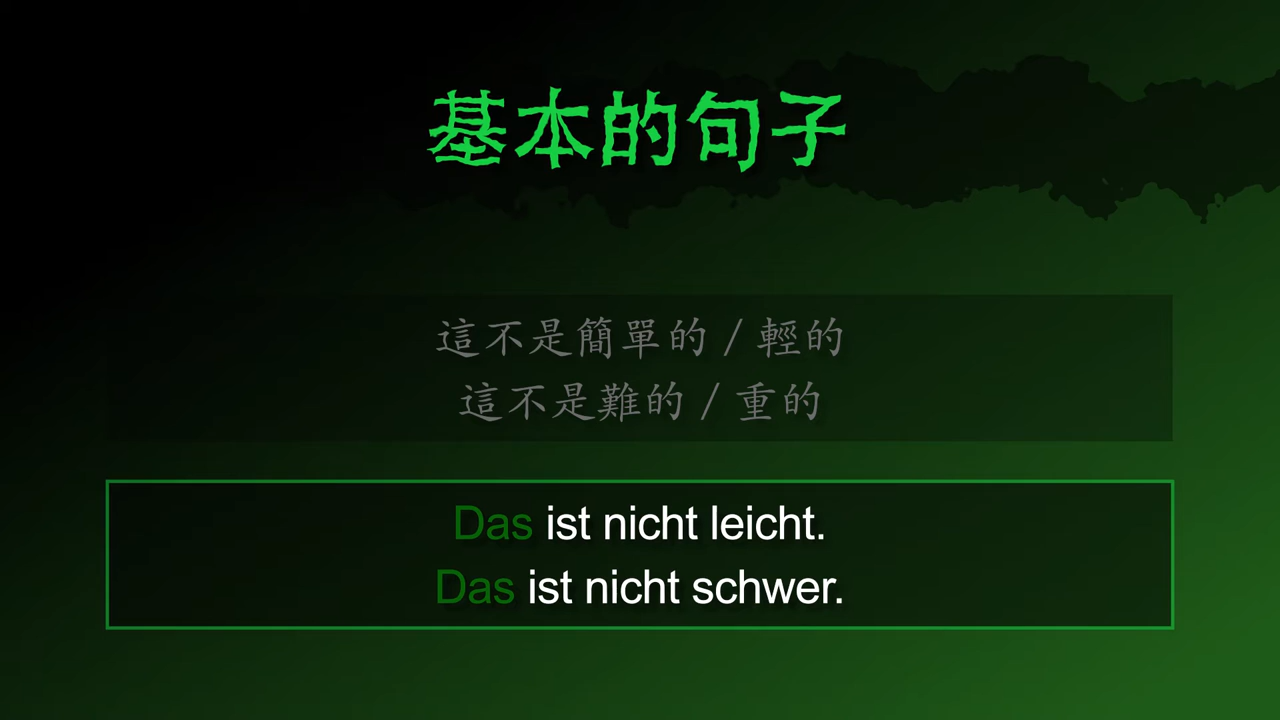 基本的句子
這不是簡單的 / 輕的
這不是難的 / 重的
Das ist nicht leicht.
Das ist nicht schwer.